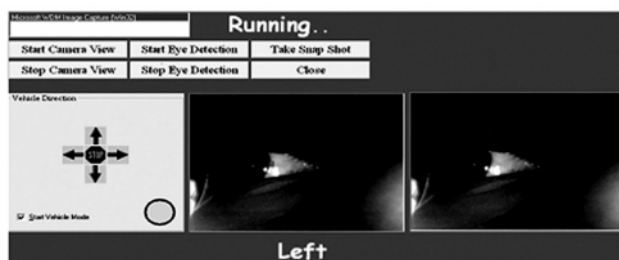 Microsoft WDM Image Capture (Win32)
Running..
Start Camera View Start Eye Detection Take Snap Shot
Stop Camera View Stop Eye Detection Close
Vehicle Direction
STOP
Start Vehicle Mode
Left